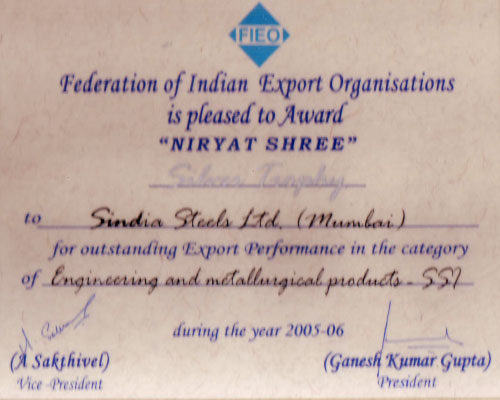 FIEO
Federation of Indian Export Organisations
is pleased to Award
"NIRYAT SHREE"
Silver Trophy
to Sindia Steels Ltd. (Mumbai)
for outstanding Export Performance in the category
of Engineering and metallurgical products - SSI
during the year 2005-06
(A Sakthivel) (Ganesh Kumar Gupta)
Vice-President President